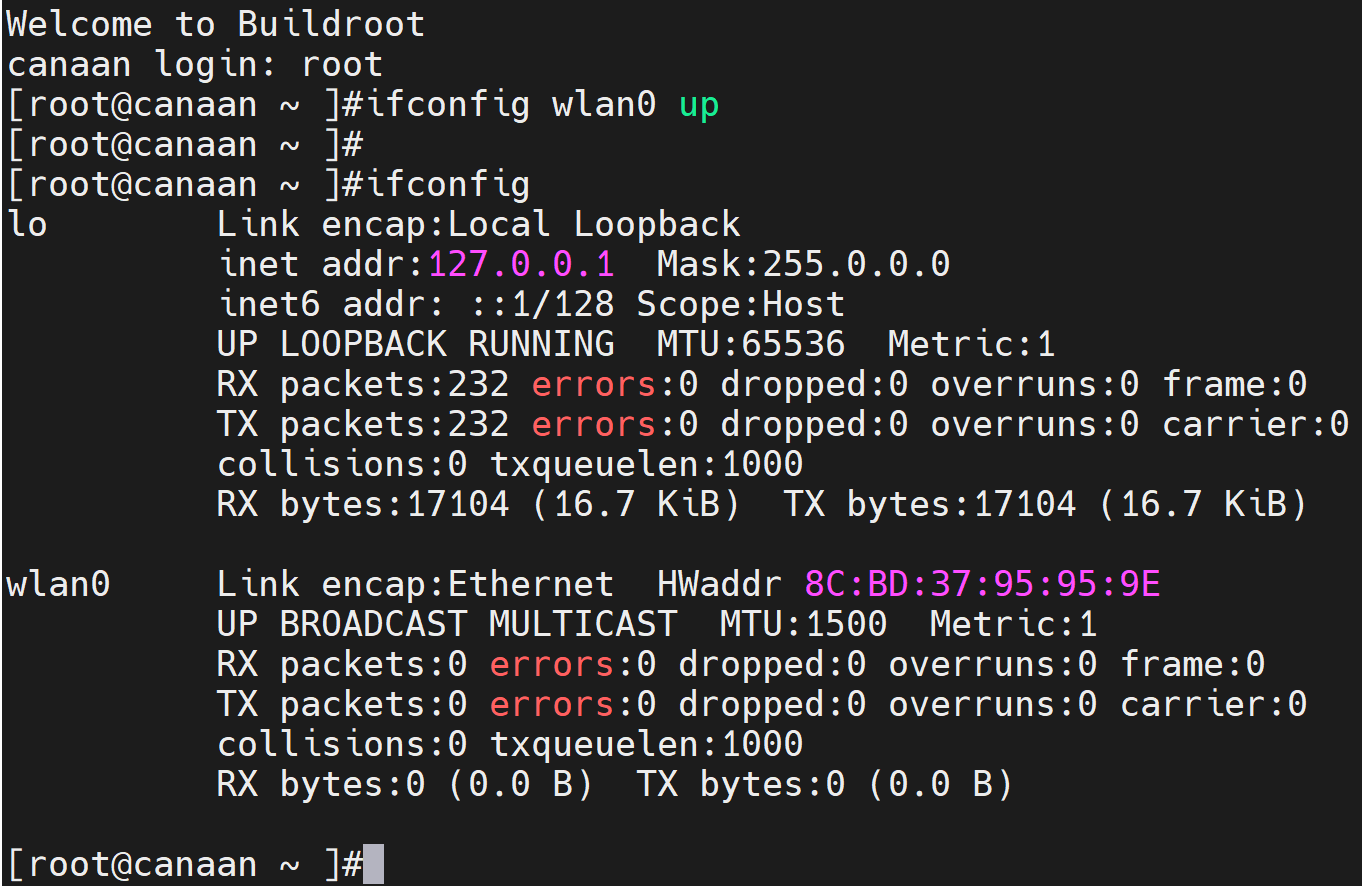 Welcome to Buildroot
canaan login: root
[root@canaan ~ ]#ifconfig wlan0 up
[root@canaan ~ ]#
[root@canaan ~ ]#ifconfig
lo        Link encap:Local Loopback
          inet addr:127.0.0.1  Mask:255.0.0.0
          inet6 addr: ::1/128 Scope:Host
          UP LOOPBACK RUNNING  MTU:65536  Metric:1
          RX packets:232 errors:0 dropped:0 overruns:0 frame:0
          TX packets:232 errors:0 dropped:0 overruns:0 carrier:0
          collisions:0 txqueuelen:1000
          RX bytes:17104 (16.7 KiB)  TX bytes:17104 (16.7 KiB)

wlan0     Link encap:Ethernet  HWaddr 8C:BD:37:95:95:9E
          UP BROADCAST MULTICAST  MTU:1500  Metric:1
          RX packets:0 errors:0 dropped:0 overruns:0 frame:0
          TX packets:0 errors:0 dropped:0 overruns:0 carrier:0
          collisions:0 txqueuelen:1000
          RX bytes:0 (0.0 B)  TX bytes:0 (0.0 B)

[root@canaan ~ ]#